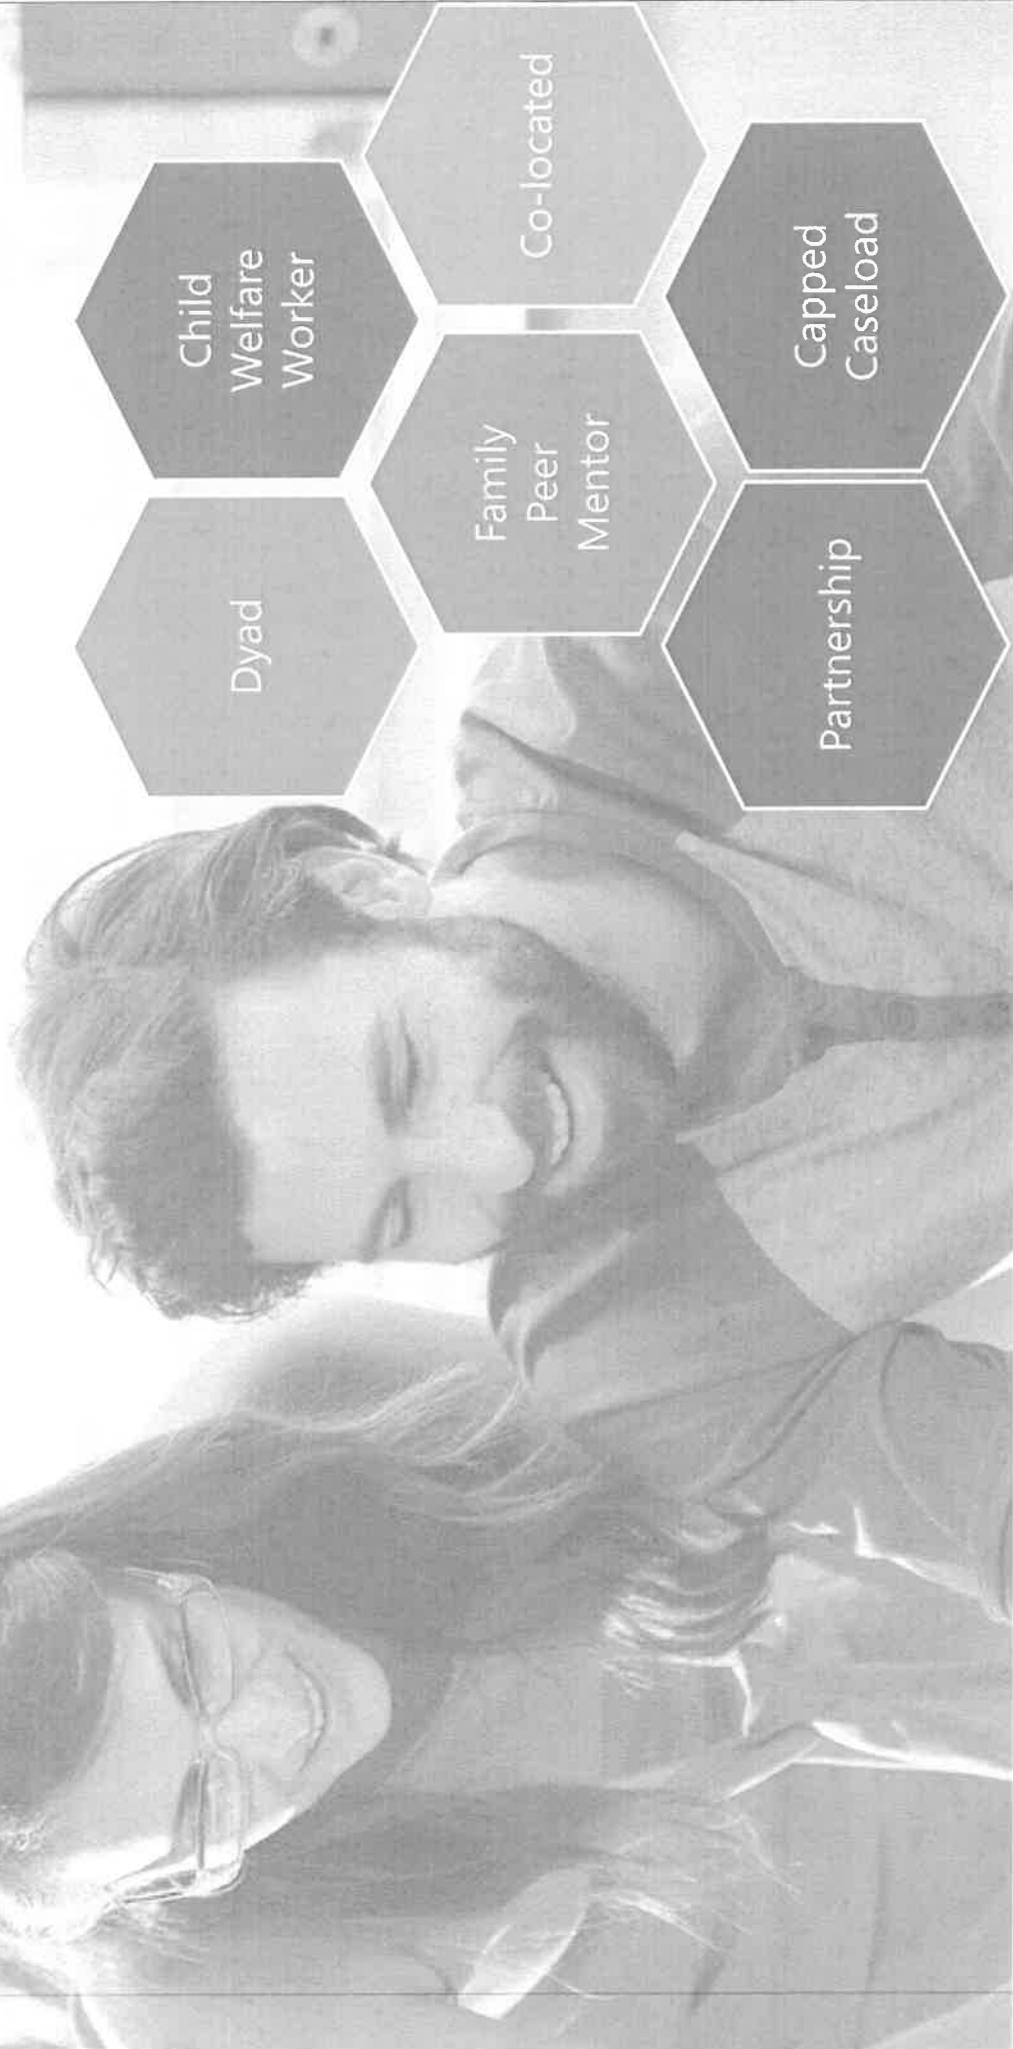 Dyad
Child
Welfare
Worker
Family
Peer
Mentor
Co-located
Partnership
Capped
Caseload